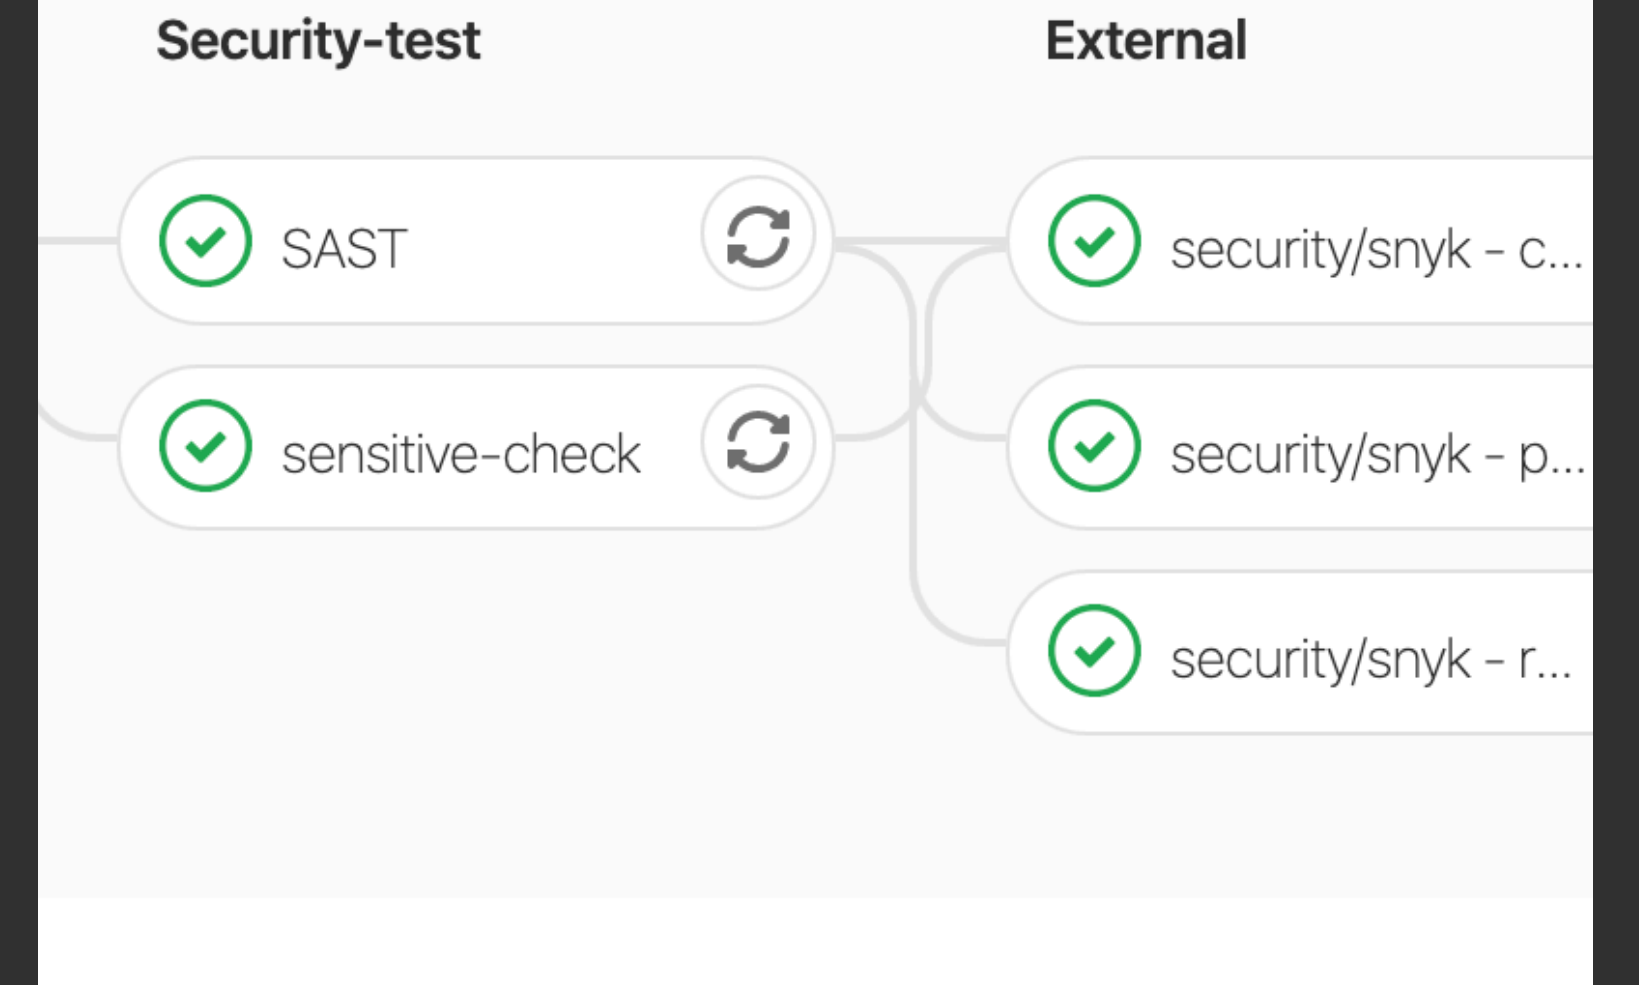 Security-test
External
SAST
security/snyk - c...
sensitive-check
security/snyk - p...
security/snyk - r...